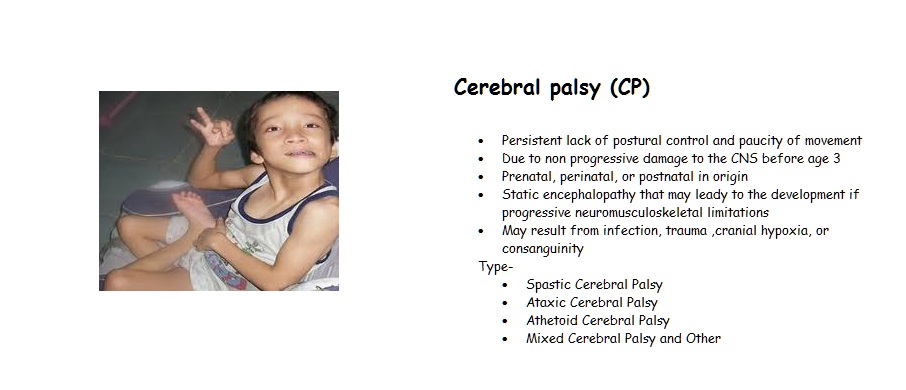 Cerebral palsy (CP)
• Persistent lack of postural control and paucity of movement
• Due to non progressive damage to the CNS before age 3
• Prenatal, perinatal, or postnatal in origin
• Static encephalopathy that may leady to the development if
progressive neuromusculoskeletal limitations
• May result from infection, trauma ,cranial hypoxia, or
consanguinity
Type-
• Spastic Cerebral Palsy
• Ataxic Cerebral Palsy
• Athetoid Cerebral Palsy
• Mixed Cerebral Palsy and Other